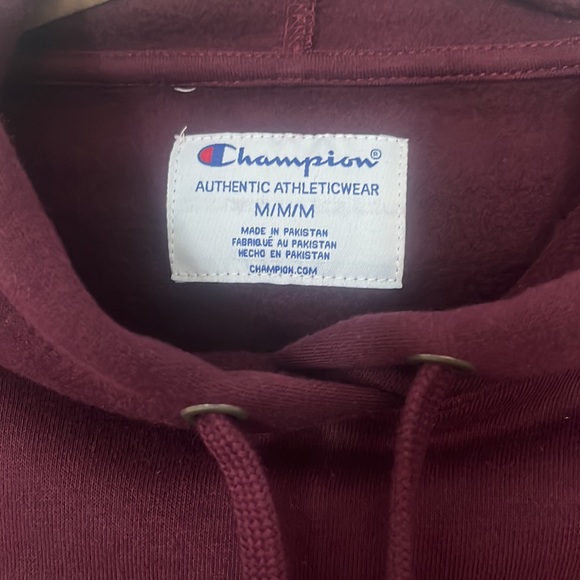 Champion®
AUTHENTIC ATHLETICWEAR
M/M/M
MADE IN PAKISTAN
FABRIQUÉ AU PAKISTAN
HECHO EN PAKISTAN
CHAMPION.COM